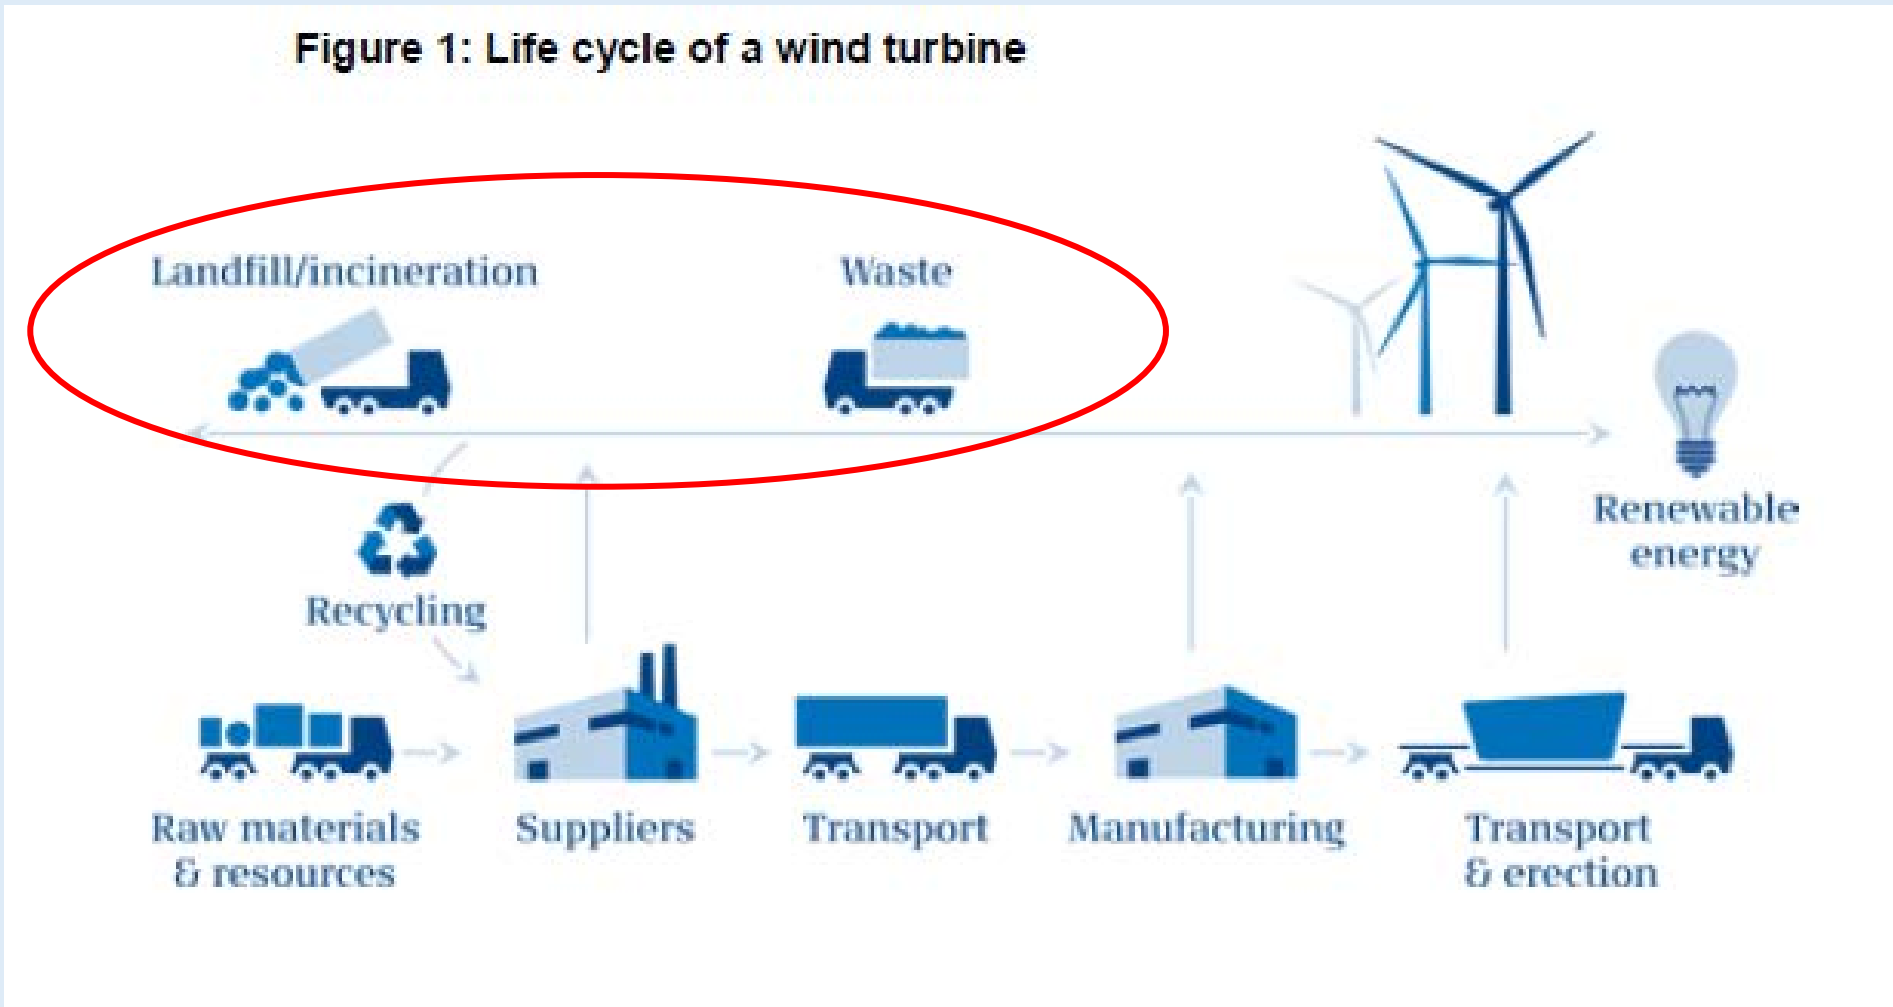 Figure 1: Life cycle of a wind turbine
Landfill/incineration
Waste
Renewable
energy
Recycling
Raw materials
& resources
Suppliers
Transport
Manufacturing
Transport
& erection